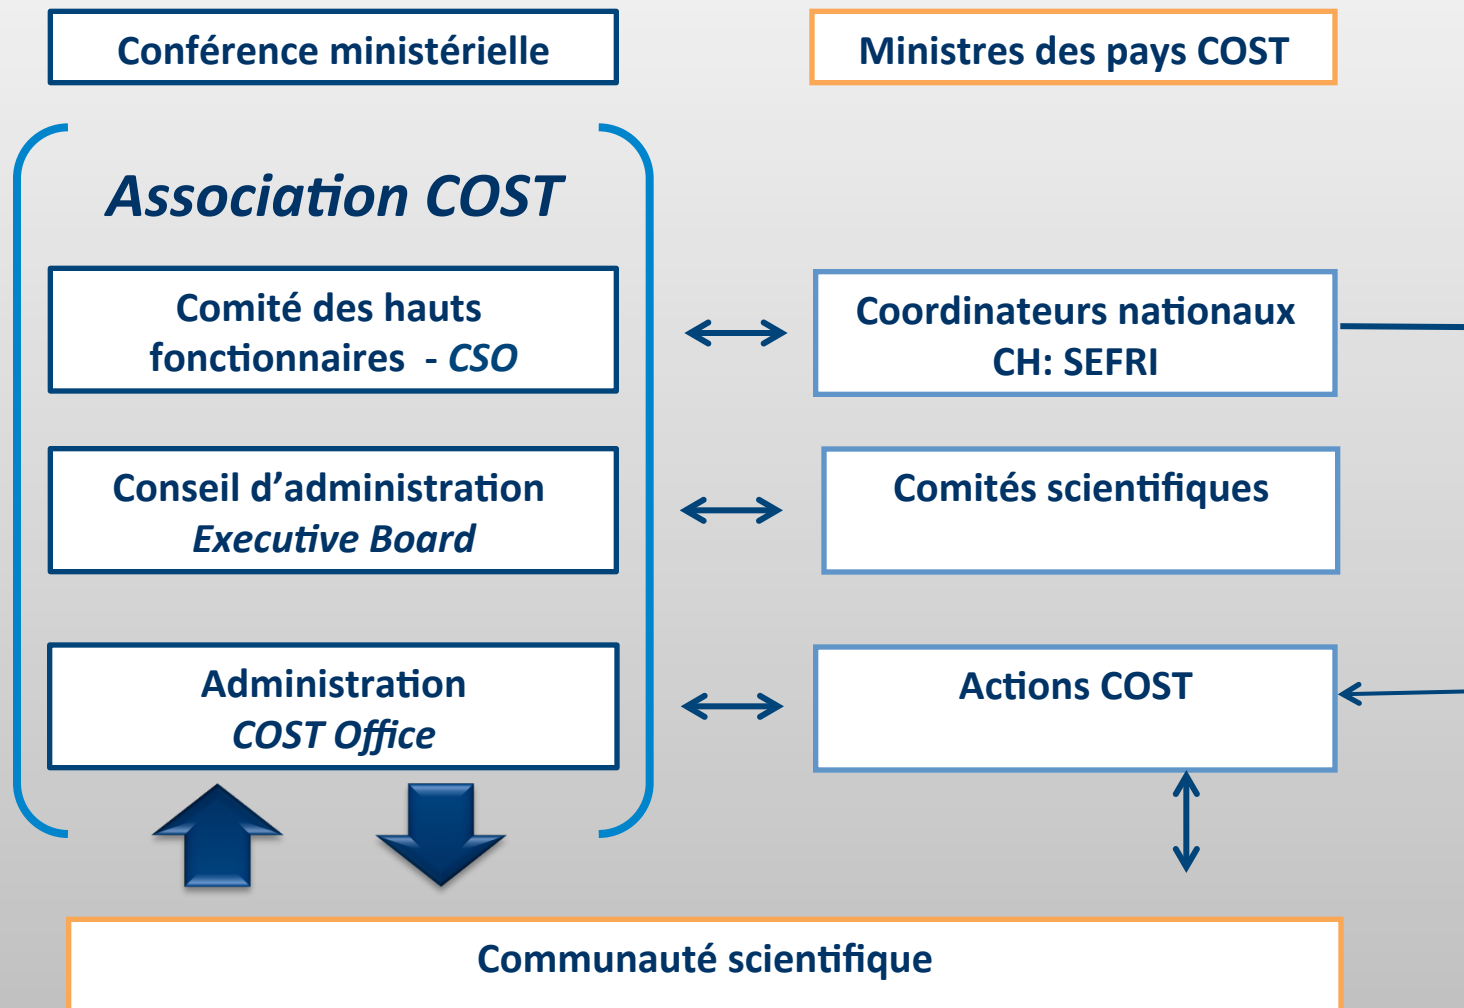 Conférence ministérielle
Ministres des pays COST
Association COST
Comité des hauts
fonctionnaires - CSO
Coordinateurs nationaux
CH: SEFRI
Conseil d’administration
Executive Board
Comités scientifiques
Administration
COST Office
Actions COST
Communauté scientifique